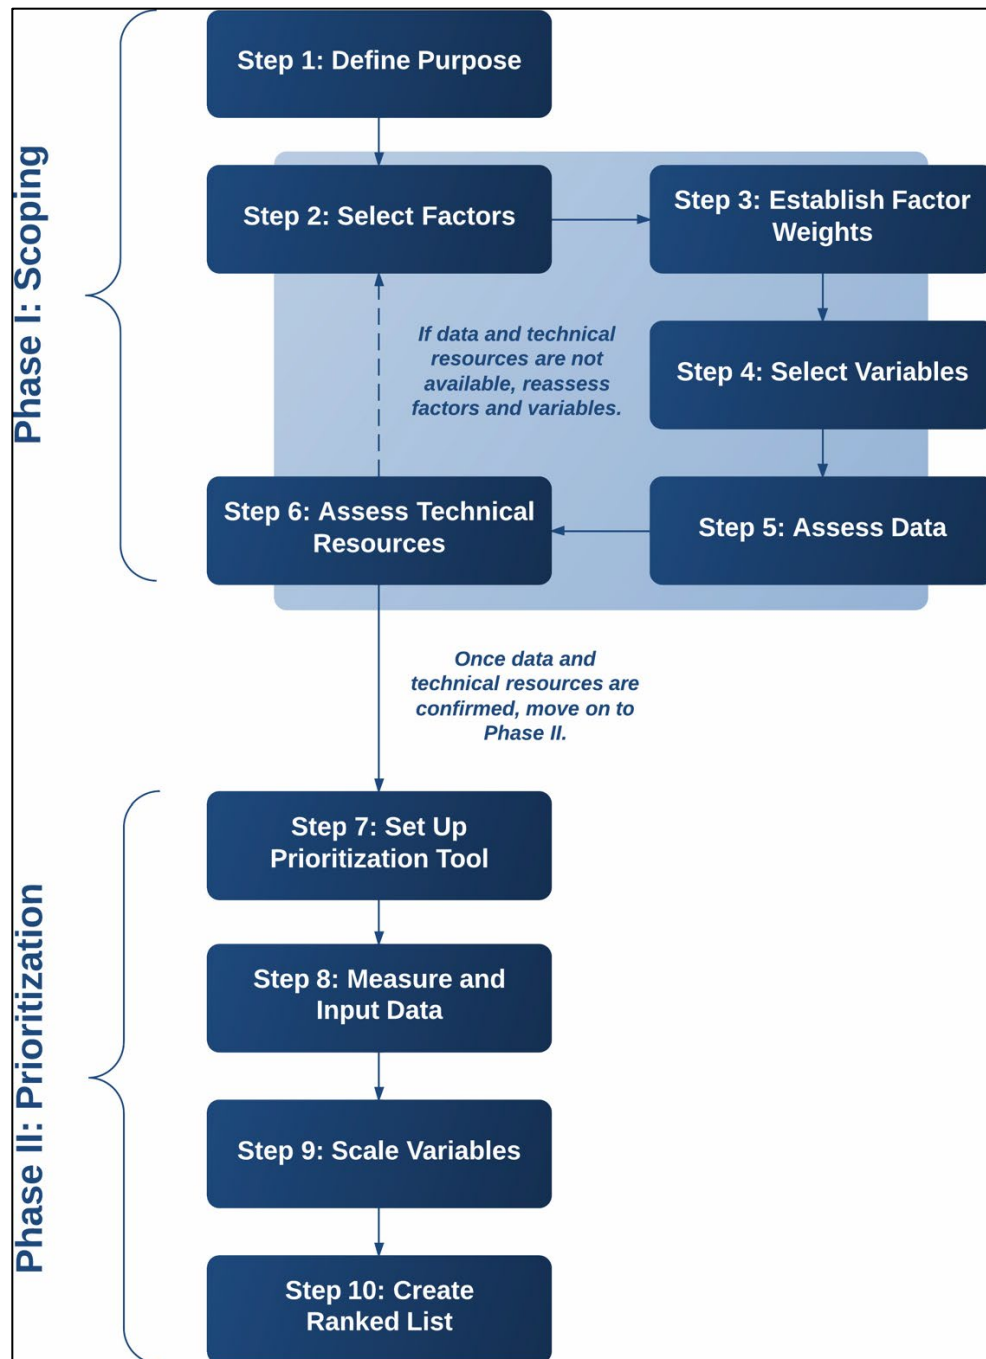 Phase I: Scoping
Step 1: Define Purpose
Step 2: Select Factors
Step 3: Establish Factor
Weights
If data and technical
resources are not
available, reassess
factors and variables.
Step 4: Select Variables
Step 6: Assess Technical
Resources
Step 5: Assess Data
Once data and
technical resources are
confirmed, move on to
Phase II.
Phase II: Prioritization
Step 7: Set Up
Prioritization Tool
Step 8: Measure and
Input Data
Step 9: Scale Variables
Step 10: Create
Ranked List